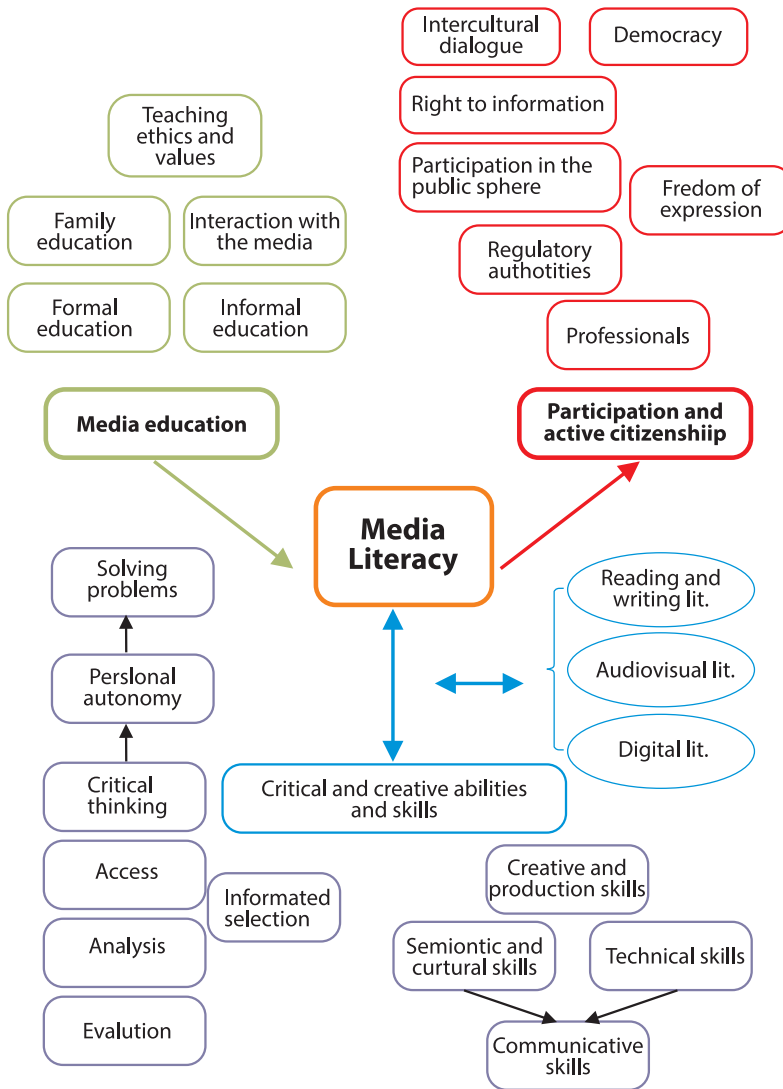 Intercultural
dialogue
Democracy
Right to information
Participation in the
public sphere
Fredom of
expression
Regulatory
authotities
Professionals
Teaching
ethics and
values
Family
education
Interaction with
the media
Formal
education
Informal
education
Media education
Participation and
active citizenshiip
Media
Literacy
Solving
problems
Perslonal
autonomy
Critical
thinking
Access
Informated
selection
Analysis
Evalution
Reading and
writing lit.
Audiovisual lit.
Digital lit.
Critical and creative abilities
and skills
Creative and
production skills
Semiontic and
curtural skills
Technical skills
Communicative
skills